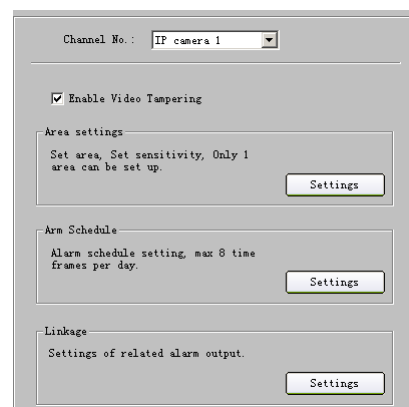 Channel No.: IP camera 1
Enable Video Tampering
Area settings
Set area, Set sensitivity, Only 1
area can be set up.
Settings
Arm Schedule
Alarm schedule setting, max 8 time
frames per day.
Settings
Linkage
Settings of related alarm output.
Settings